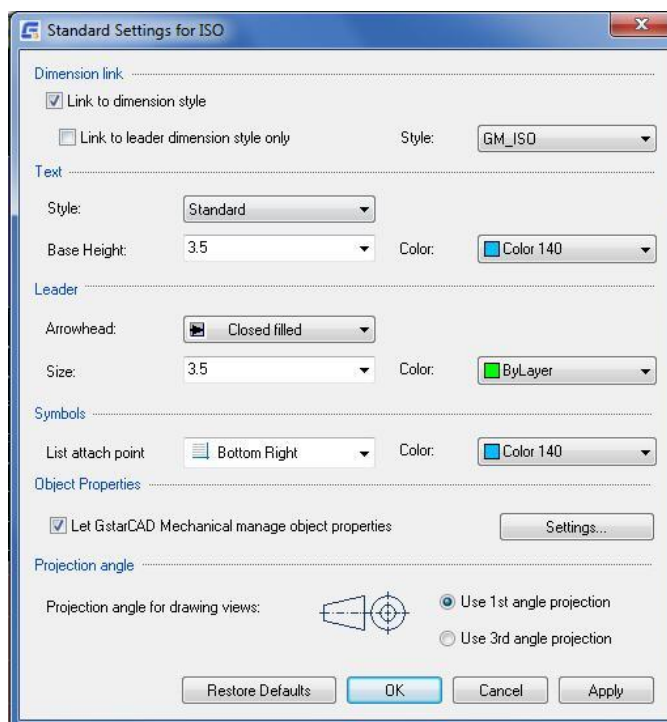 Standard Settings for ISO
Dimension link
Link to dimension style
Link to leader dimension style only Style: GM_ISO
Text
Style: Standard
Base Height: 3.5 Color: Color 140
Leader
Arrowhead: Closed filled
Size: 3.5 Color: ByLayer
Symbols
List attach point Bottom Right Color: Color 140
Object Properties
Let GstarCAD Mechanical manage object properties Settings...
Projection angle
Projection angle for drawing views: Use 1st angle projection
Use 3rd angle projection
Restore Defaults OK Cancel Apply